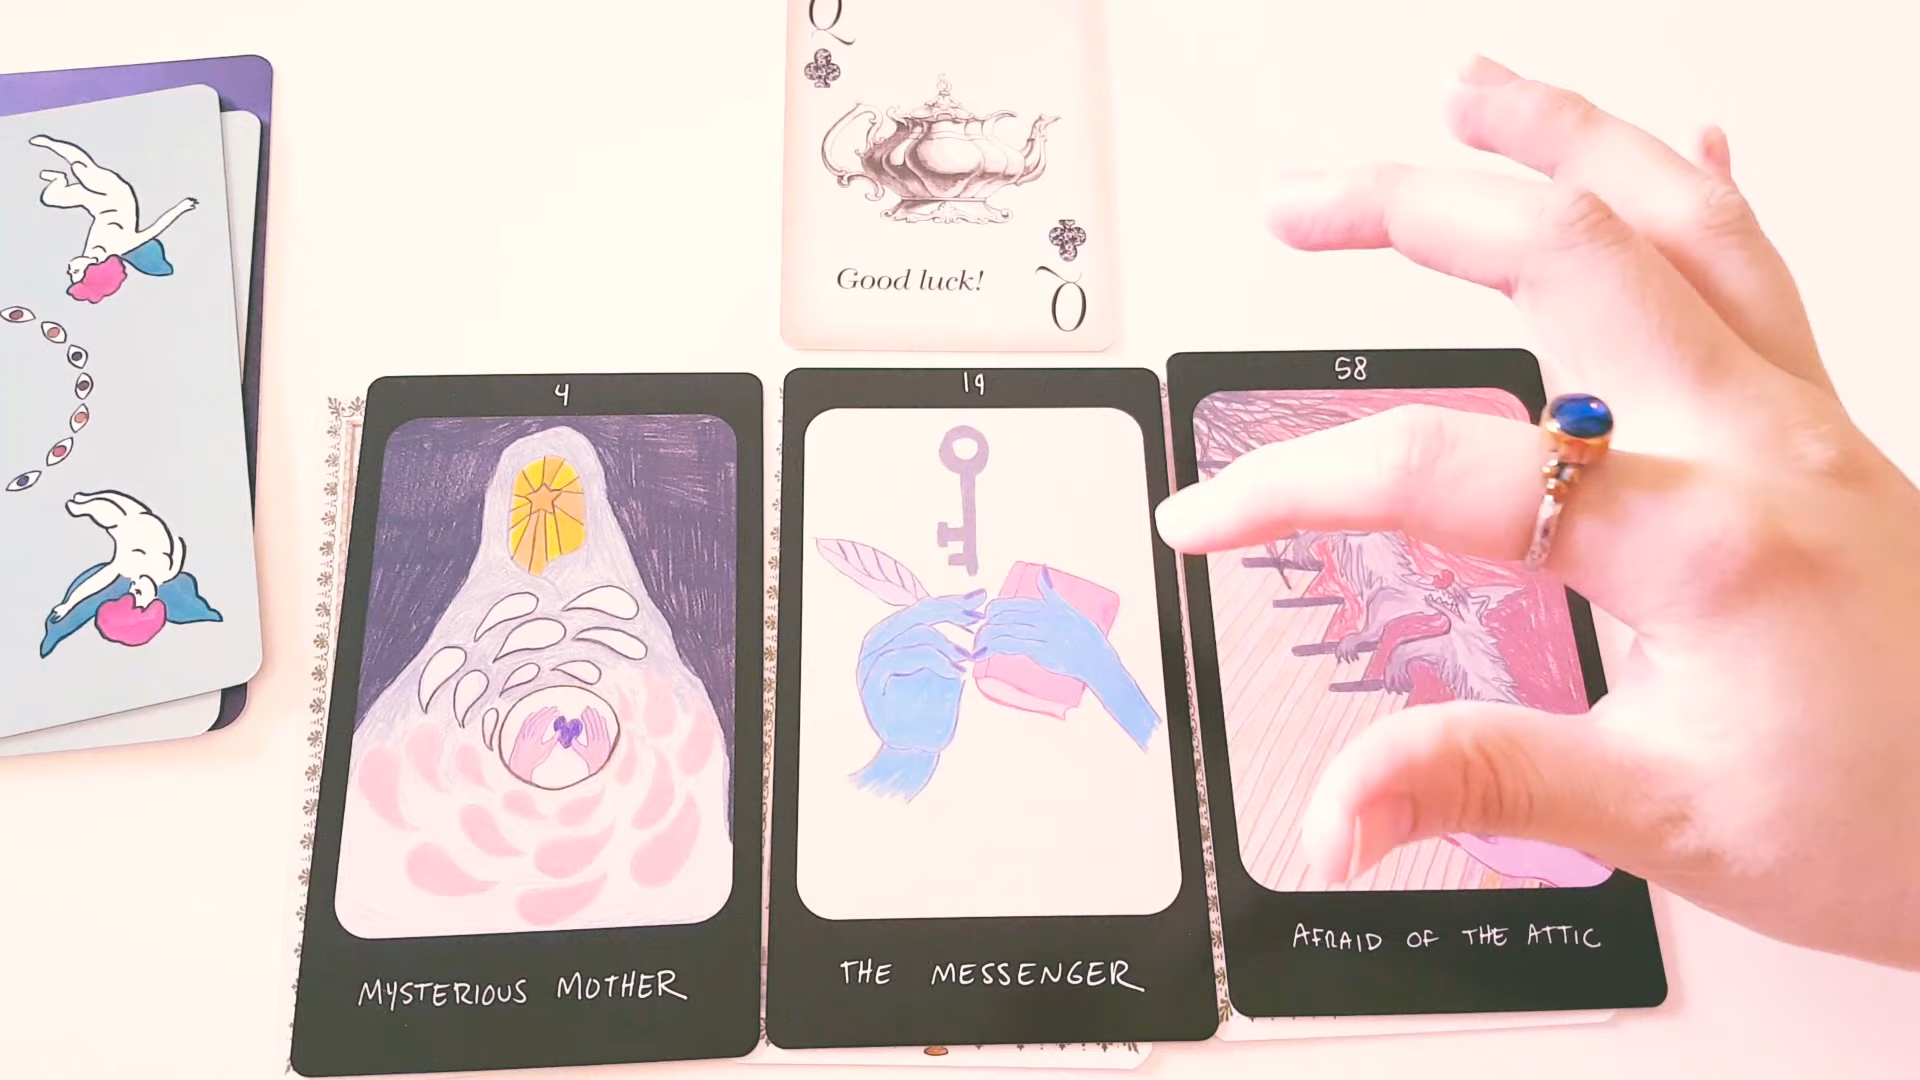 Q
Good luck!
Q
4
19
58
MYSTERIOUS MOTHER
THE MESSENGER
AFRAID OF THE ATTIC